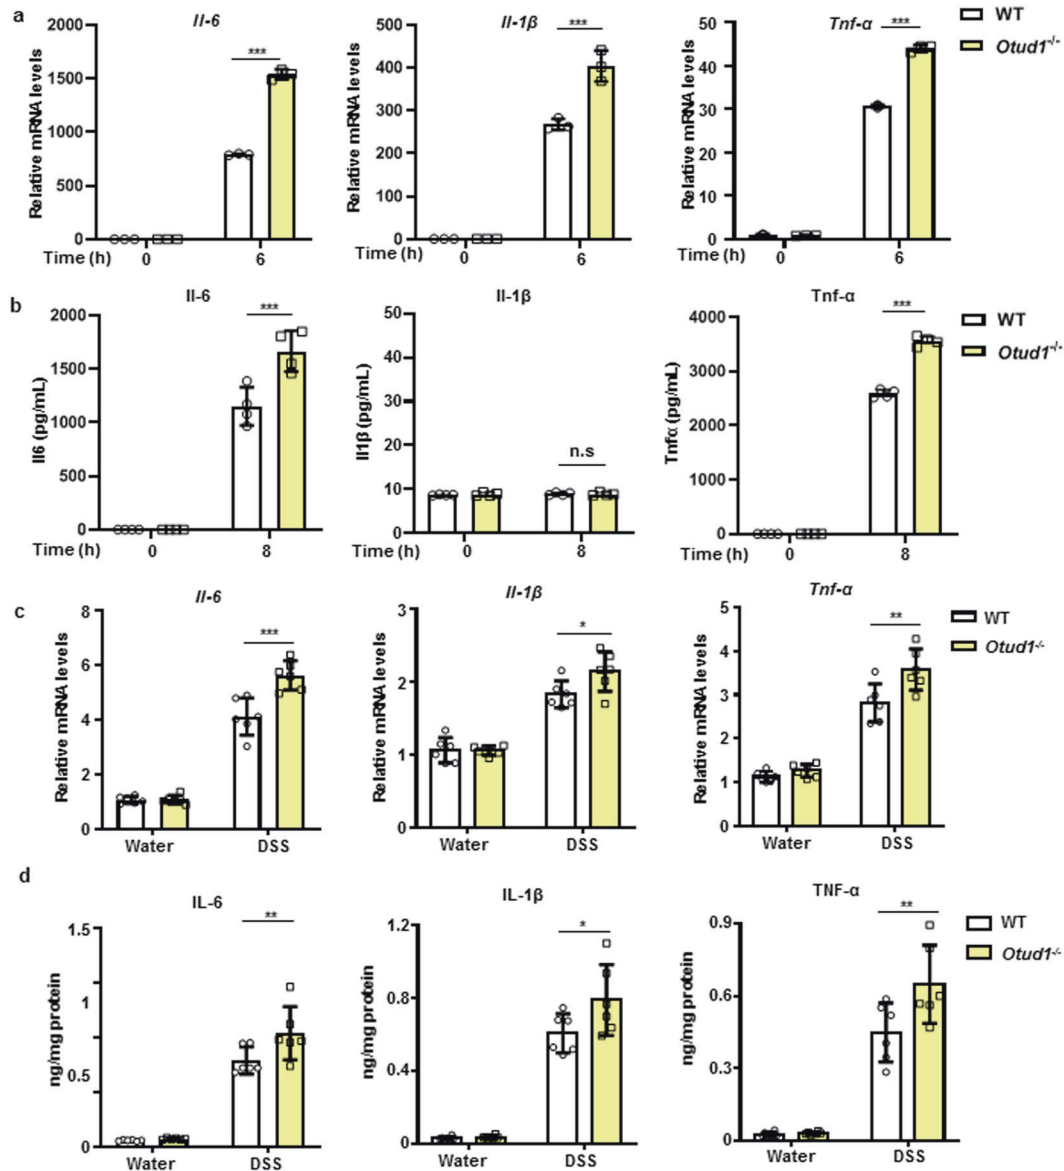 a
Il-6
Il-1β
Tnf-α
WT
Otud1-/-
Relative mRNA levels
2000
1500
1000
500
0
***
Time (h)
0
6
Relative mRNA levels
500
400
300
200
100
0
***
Time (h)
0
6
Relative mRNA levels
50
40
30
20
10
0
***
Time (h)
0
6
b
Il-6
Il-1β
Tnf-α
WT
Otud1-/-
Il6 (pg/mL)
2000
1500
1000
500
0
***
Time (h)
0
8
Il1β (pg/mL)
50
40
30
20
10
0
n.s
Time (h)
0
8
Tnfα (pg/mL)
4000
3000
2000
1000
0
***
Time (h)
0
8
c
Il-6
Il-1β
Tnf-α
WT
Otud1-/-
Relative mRNA levels
8
6
4
2
0
***
Water
DSS
Relative mRNA levels
3
2
1
0
*
Water
DSS
Relative mRNA levels
5
4
3
2
1
0
**
Water
DSS
d
IL-6
IL-1β
TNF-α
WT
Otud1-/-
ng/mg protein
1.5
1
0.5
0
**
Water
DSS
ng/mg protein
1.2
0.8
0.4
0
*
Water
DSS
ng/mg protein
0.9
0.6
0.3
0
**
Water
DSS